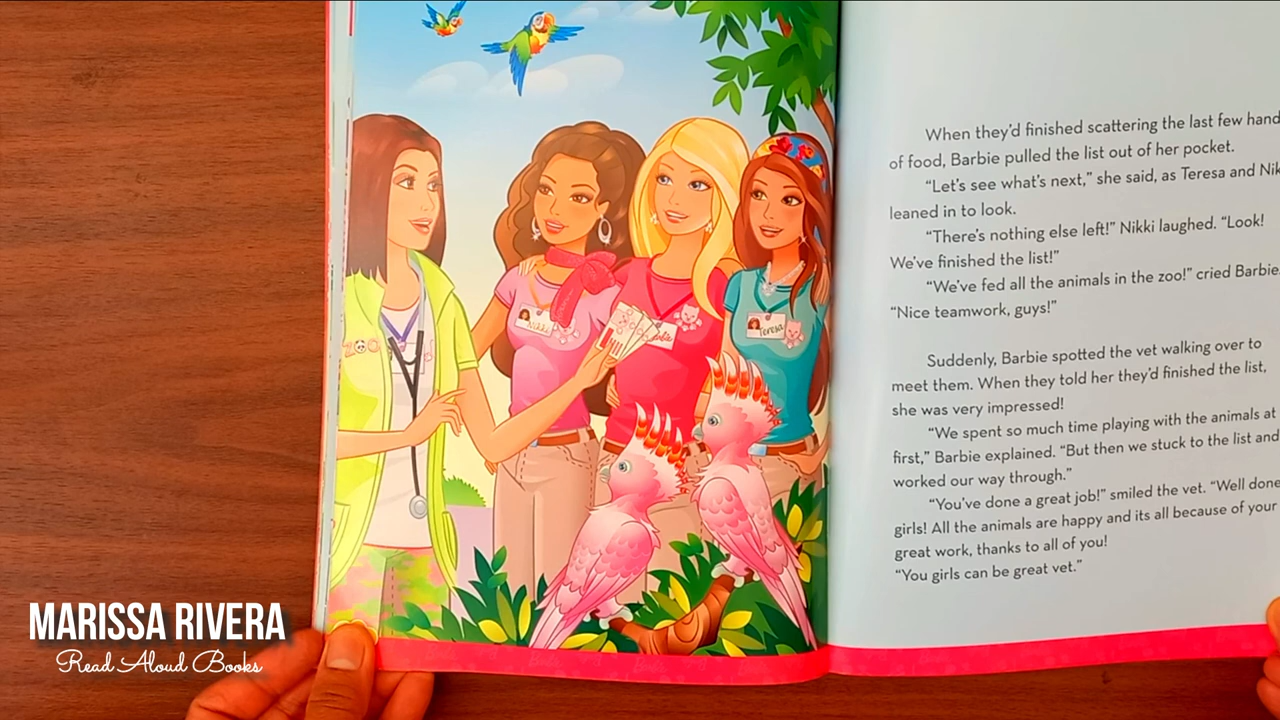 ZOO
Nikki
Barbie
Teresa
When they'd finished scattering the last few hand
of food, Barbie pulled the list out of her pocket.
"Let's see what's next," she said, as Teresa and Nik
leaned in to look.
"There's nothing else left!" Nikki laughed. "Look!
We've finished the list!"
"We've fed all the animals in the zoo!" cried Barbie.
"Nice teamwork, guys!"
Suddenly, Barbie spotted the vet walking over to
meet them. When they told her they'd finished the list,
she was very impressed!
"We spent so much time playing with the animals at
first," Barbie explained. "But then we stuck to the list and
worked our way through."
"You've done a great job!" smiled the vet. "Well done
girls! All the animals are happy and its all because of your
great work, thanks to all of you!
"You girls can be great vet."
MARISSA RIVERA
Read Aloud Books